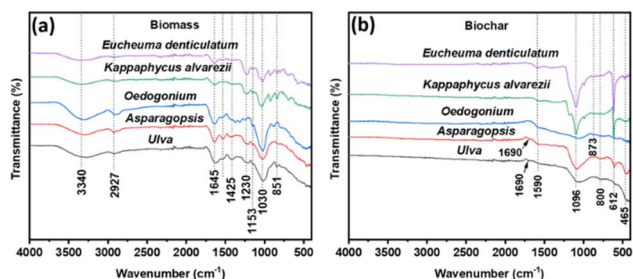 (a)
Biomass
Eucheuma denticulatum
Kappaphycus alvarezii
Oedogonium
Asparagopsis
Ulva
3340
2927
1645
1425
1230
1153
1030
851
Transmittance (%)
4000 3500 3000 2500 2000 1500 1000 500
Wavenumber (cm⁻¹)
(b)
Biochar
Eucheuma denticulatum
Kappaphycus alvarezii
Oedogonium
Asparagopsis
Ulva
1690
1690
1590
1096
873
800
612
465
Transmittance (%)
4000 3500 3000 2500 2000 1500 1000 500
Wavenumber (cm⁻¹)